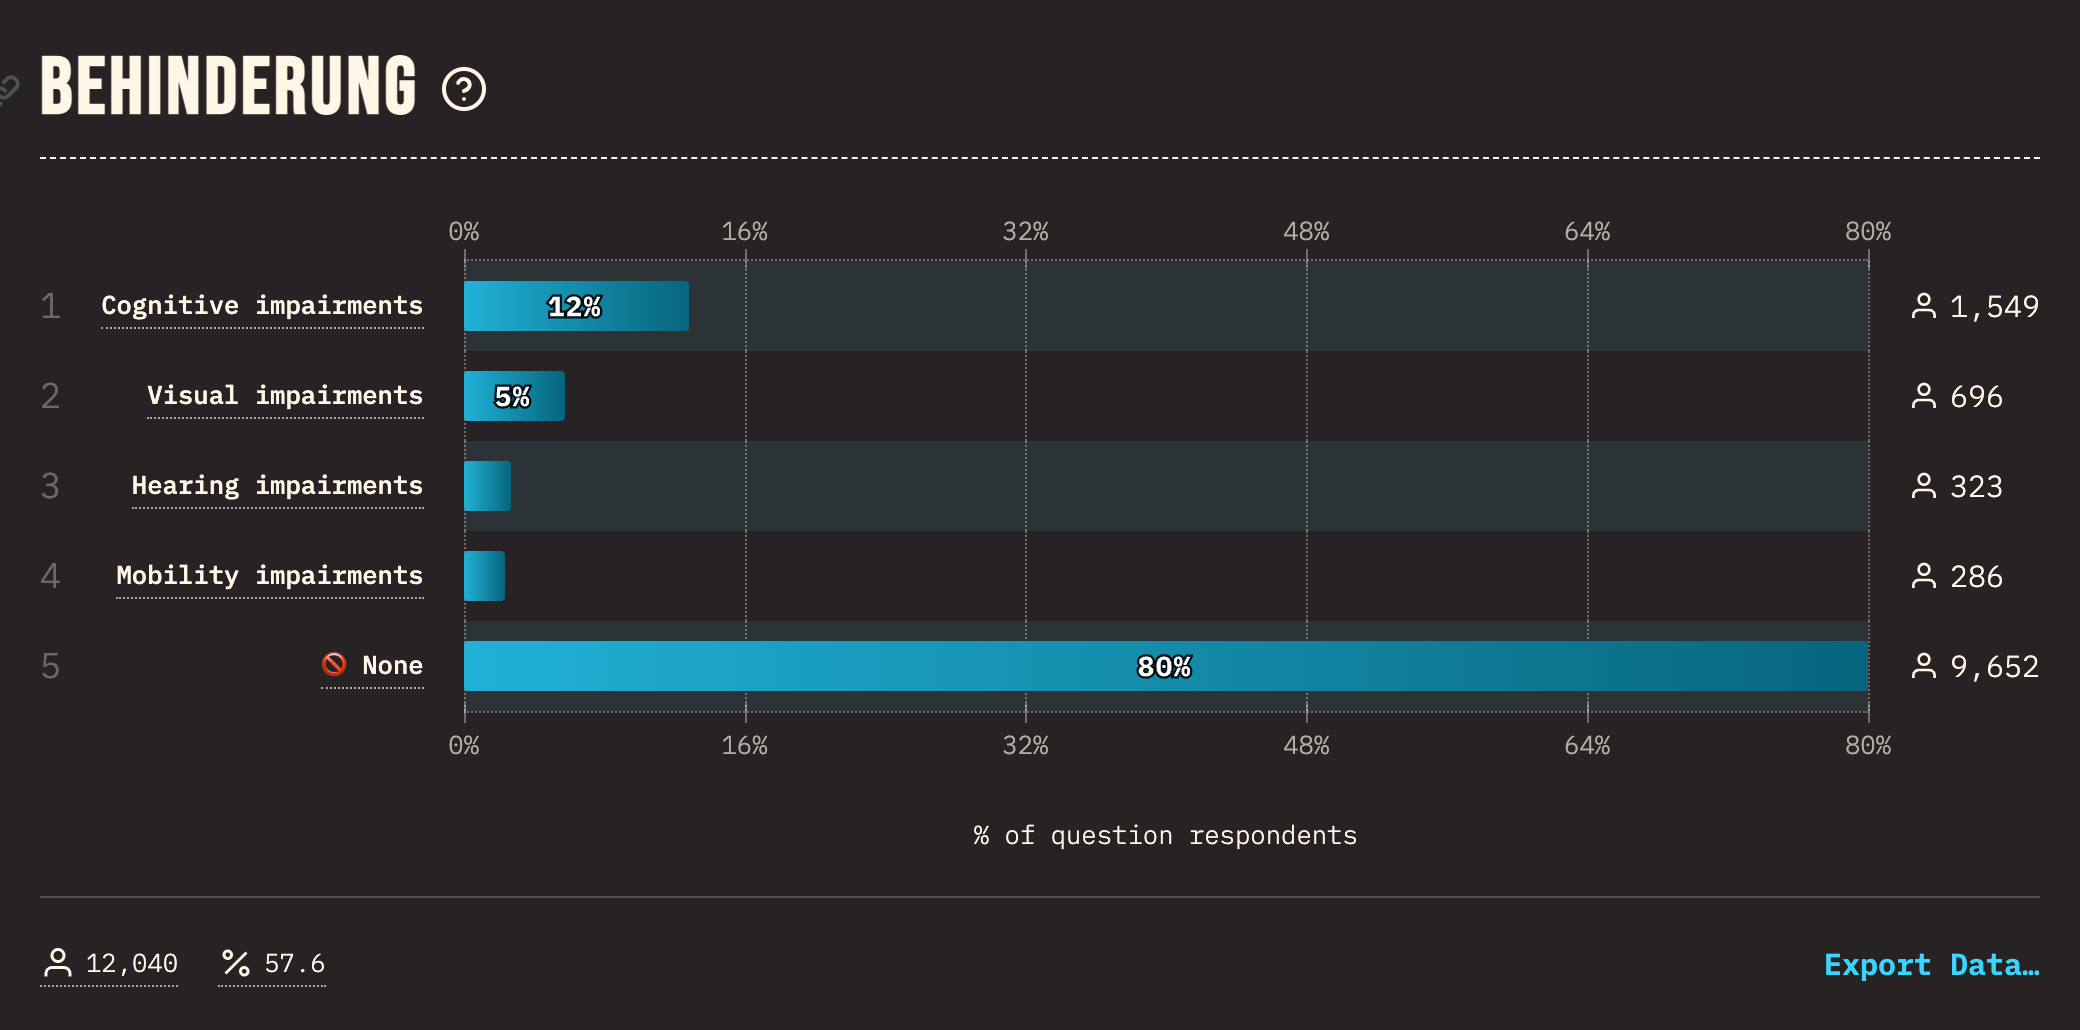 BEHINDERUNG
0% 16% 32% 48% 64% 80%
1 Cognitive impairments 12% 1,549
2 Visual impairments 5% 696
3 Hearing impairments 323
4 Mobility impairments 286
5 🚫 None 80% 9,652
0% 16% 32% 48% 64% 80%
% of question respondents
12,040 % 57.6 Export Data…